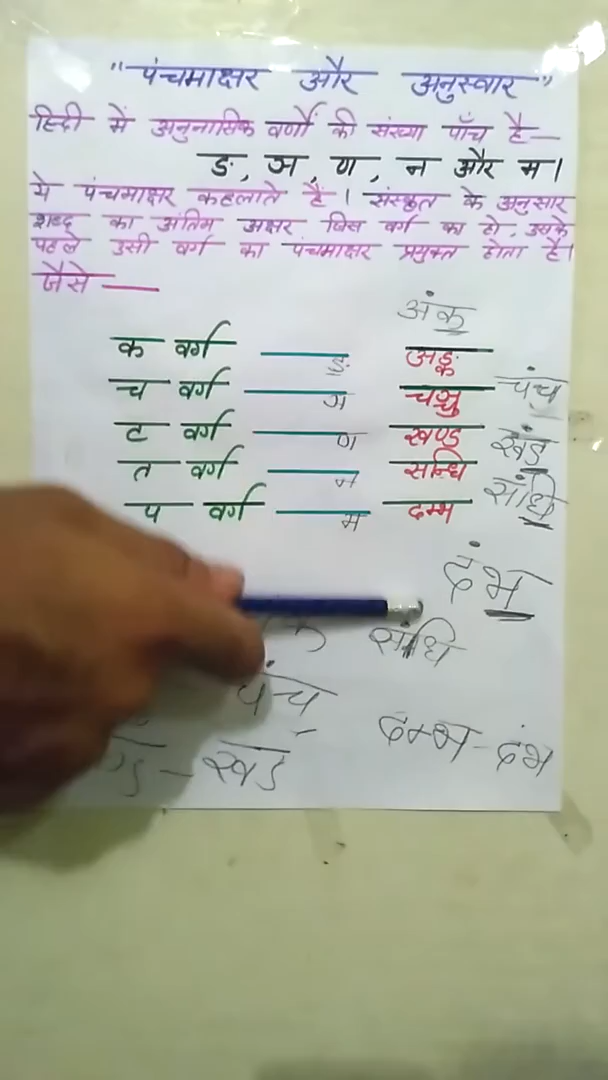 "पंचमाक्षर और अनुस्वार"
हिंदी में अनुनासिक वर्णों की संख्या पाँच है—
ङ, ञ, ण, न और म।
ये पंचमाक्षर कहलाते हैं। संस्कृत के अनुसार
शब्द का अंतिम अक्षर जिस वर्ग का हो, उसके
पहले उसी वर्ग का पंचमाक्षर प्रयुक्त होता है।
जैसे —
अंक
क वर्ग — ङ अङ्क
च वर्ग — ञ चञ्चु पंच
ट वर्ग — ण खण्ड खंड
त वर्ग — न सन्धि संधि
प वर्ग — म दम्भ
दंभ
संधि
पंच
दम्भ - दंभ
- खड